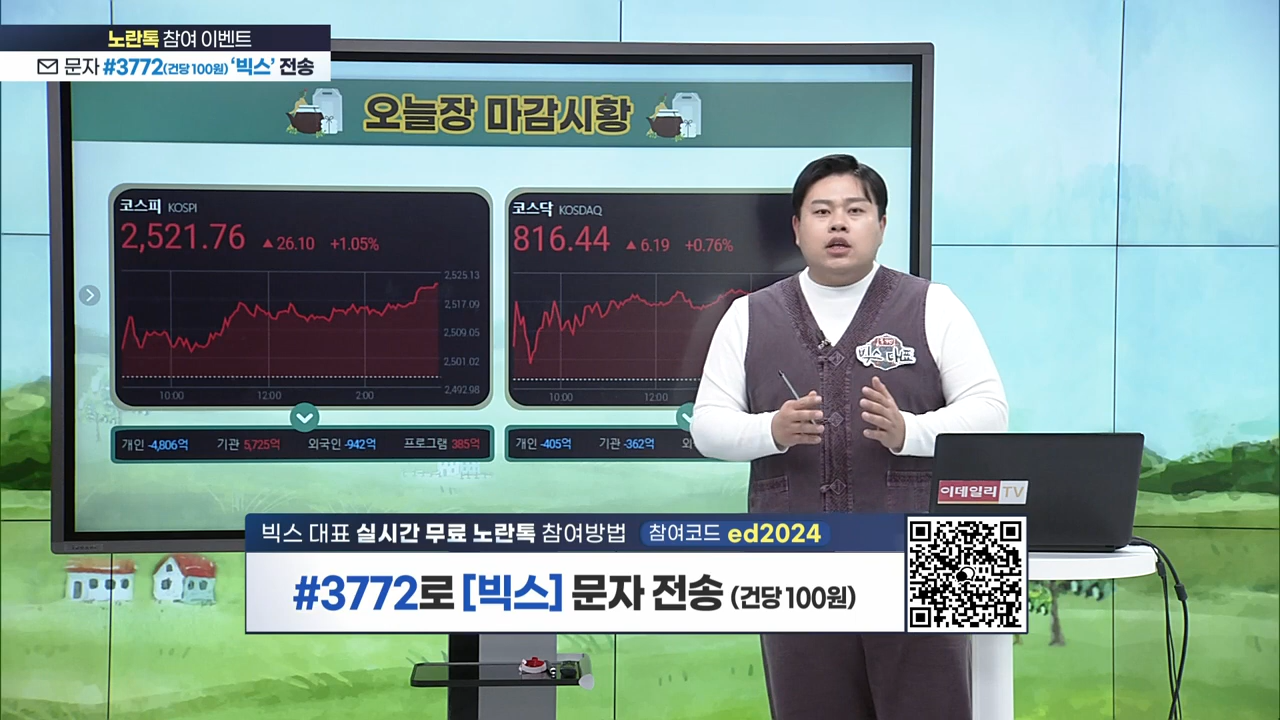 노란톡 참여 이벤트
문자 #3772(건당 100원) '빅스' 전송
오늘장 마감시황
코스피 KOSPI
2,521.76 ▲26.10 +1.05%
2,525.13
2,517.09
2,509.05
2,501.02
2,492.98
10:00 12:00 2:00
개인 -4,806억 기관 5,725억 외국인 -942억 프로그램 385억
코스닥 KOSDAQ
816.44 ▲6.19 +0.76%
10:00 12:00
개인 -405억 기관 -362억 외
빅스 대표
이데일리 TV
빅스 대표 실시간 무료 노란톡 참여방법 참여코드 ed2024
#3772로 [빅스] 문자 전송 (건당 100원)